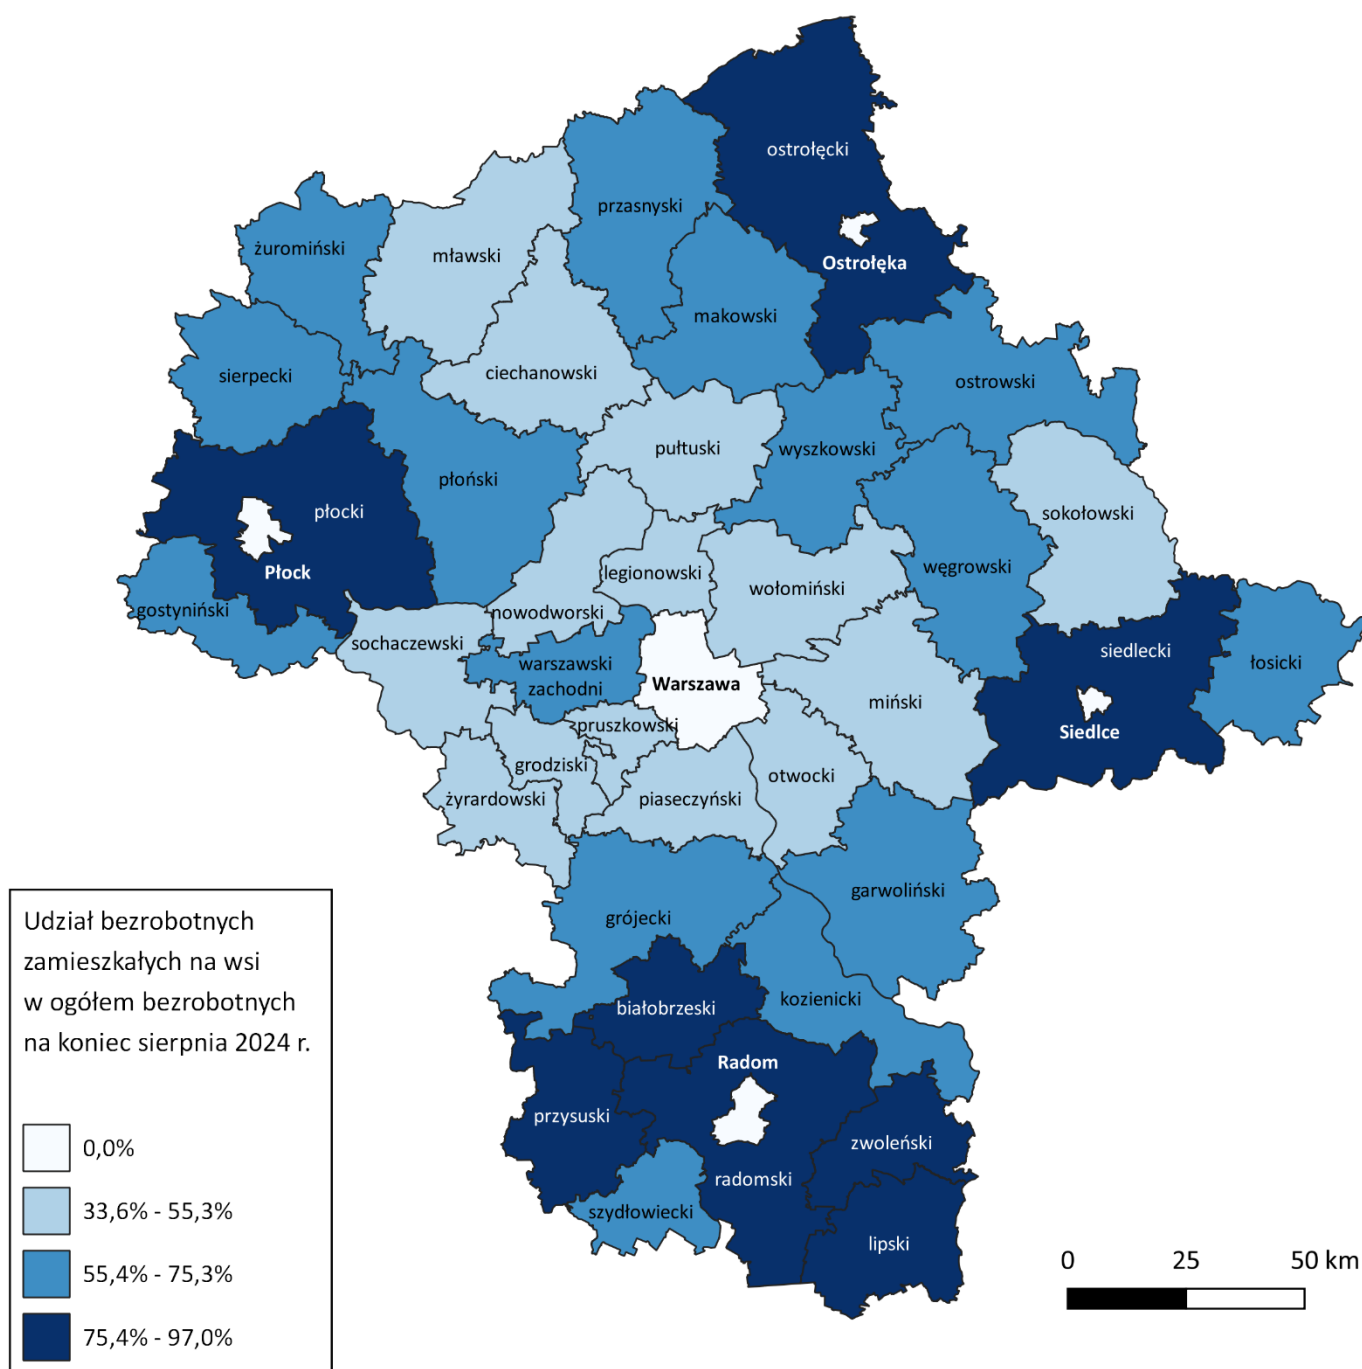 ostrołęcki
przasnyski
żuromiński
mławski
Ostrołęka
makowski
sierpecki
ciechanowski
ostrowski
pułtuski
wyszkowski
płoński
płocki
sokołowski
Płock
legionowski
węgrowski
wołomiński
gostyniński
nowodworski
sochaczewski
siedlecki
warszawski
zachodni
łosicki
Warszawa
miński
pruszkowski
Siedlce
grodziski
otwocki
żyrardowski
piaseczyński
garwoliński
grójecki
kozienicki
białobrzeski
Radom
przysuski
zwoleński
radomski
szydłowiecki
lipski
Udział bezrobotnych
zamieszkałych na wsi
w ogółem bezrobotnych
na koniec sierpnia 2024 r.
0,0%
33,6% - 55,3%
55,4% - 75,3%
75,4% - 97,0%
0 25 50 km